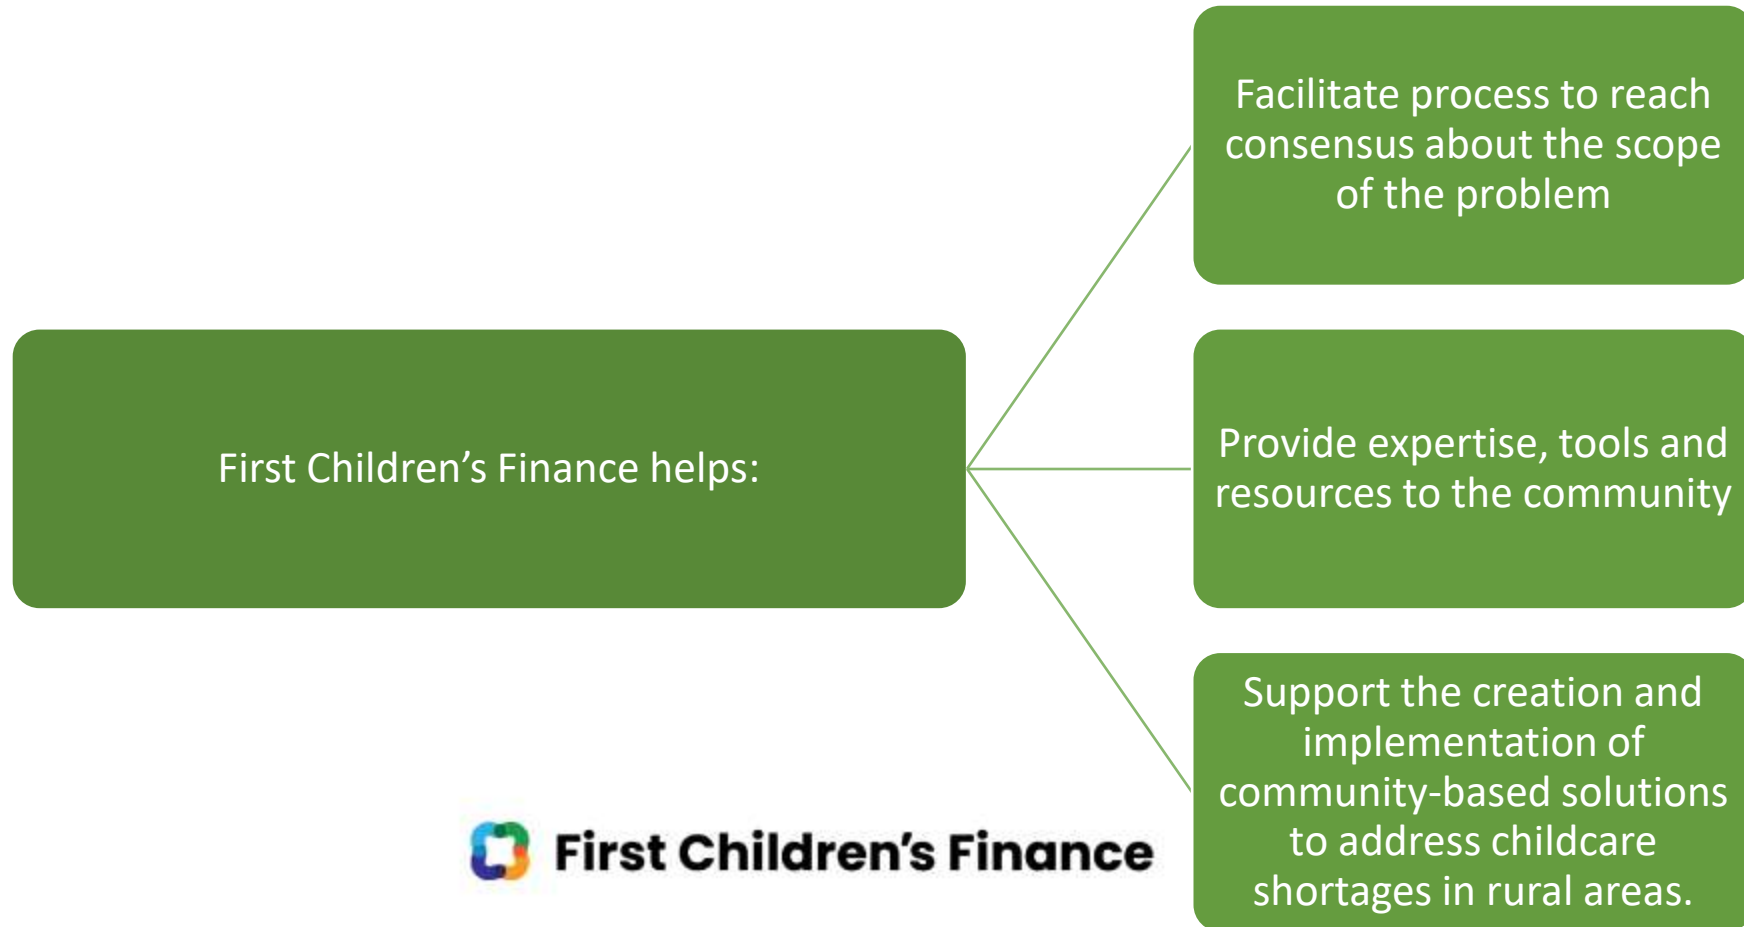 First Children’s Finance helps:
Facilitate process to reach
consensus about the scope
of the problem
Provide expertise, tools and
resources to the community
Support the creation and
implementation of
community-based solutions
to address childcare
shortages in rural areas.
First Children's Finance